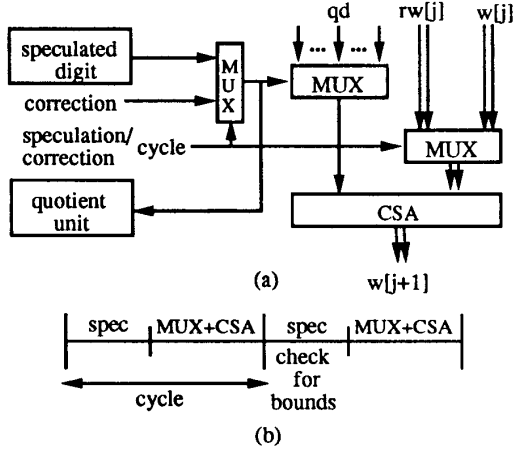 speculated
digit
correction
speculation/
correction
cycle
quotient
unit
M
U
X
qd
... ...
MUX
rw[j]
w[j]
MUX
CSA
w[j+1]
(a)
spec
MUX+CSA
spec
MUX+CSA
check
for
bounds
cycle
(b)